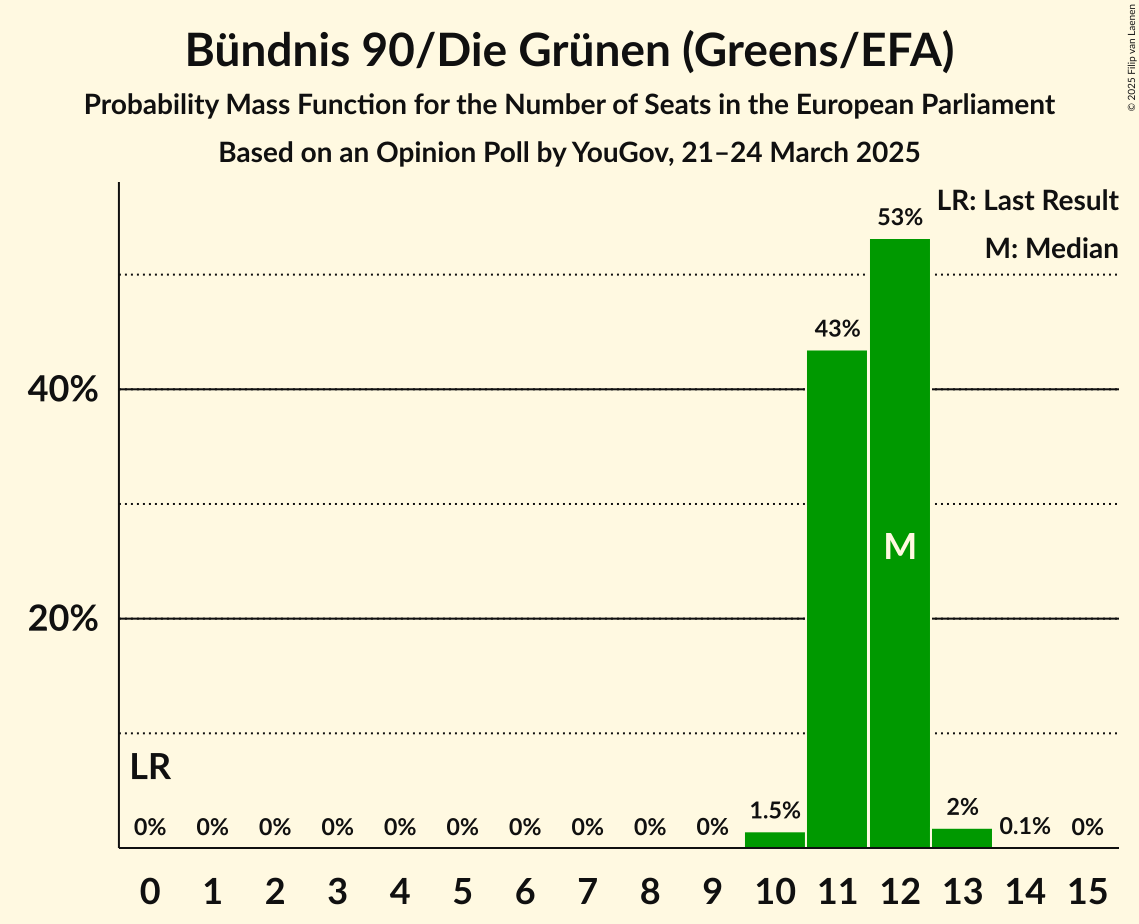 Bündnis 90/Die Grünen (Greens/EFA)
Probability Mass Function for the Number of Seats in the European Parliament
Based on an Opinion Poll by YouGov, 21–24 March 2025
© 2025 Filip van Laenen
LR: Last Result
M: Median
53%
43%
40%
M
20%
LR
0% 0% 0% 0% 0% 0% 0% 0% 0% 0% 1.5% 2% 0.1% 0%
0 1 2 3 4 5 6 7 8 9 10 11 12 13 14 15